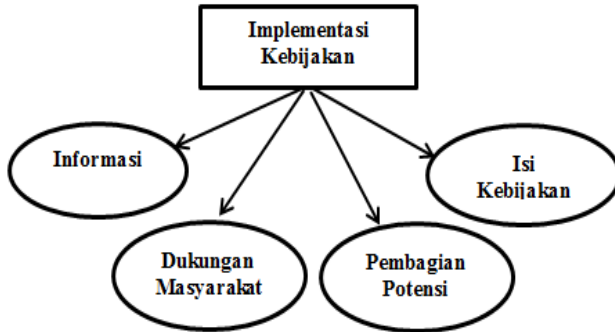 Implementasi
Kebijakan
Informasi
Isi
Kebijakan
Dukungan
Masyarakat
Pembagian
Potensi